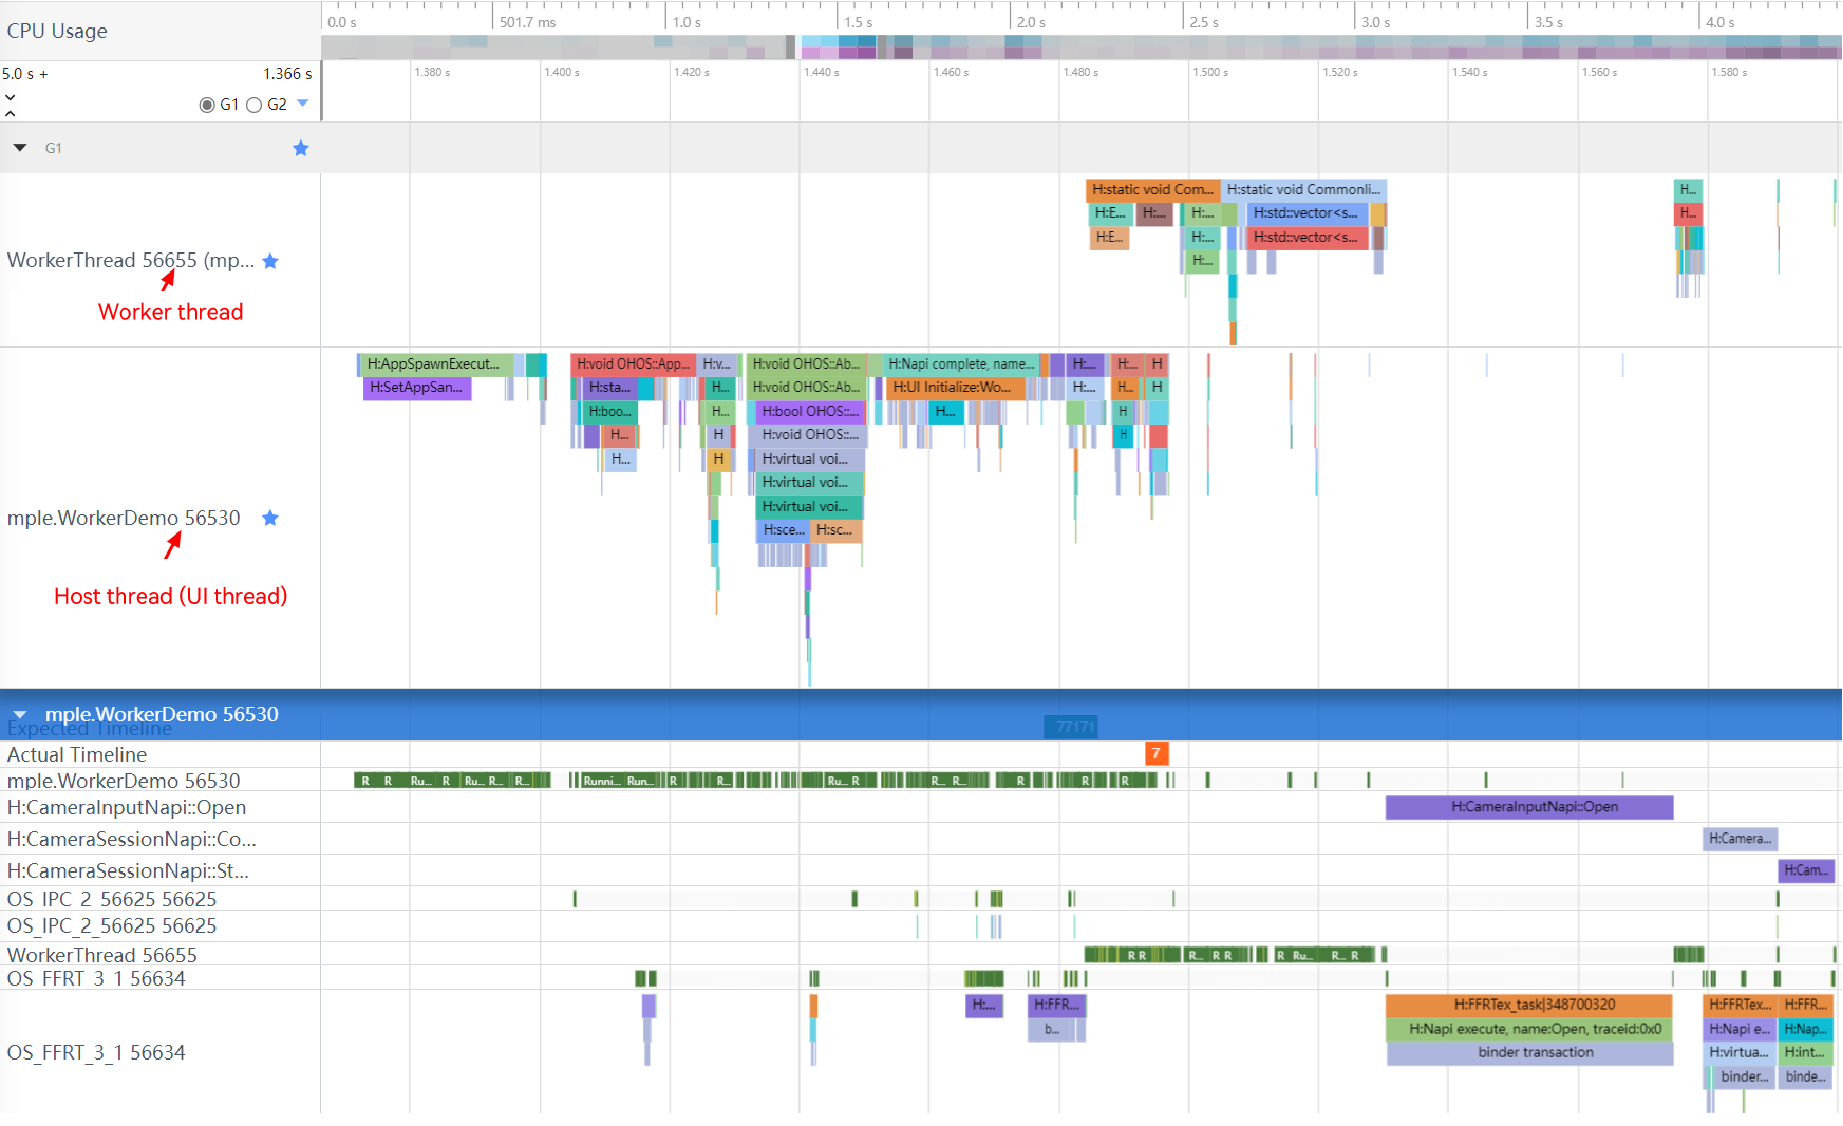 CPU Usage
0.0 s 501.7 ms 1.0 s 1.5 s 2.0 s 2.5 s 3.0 s 3.5 s 4.0 s
5.0 s + 1.366 s
1.380 s 1.400 s 1.420 s 1.440 s 1.460 s 1.480 s 1.500 s 1.520 s 1.540 s 1.560 s 1.580 s
G1 G2
G1
H:static void Com... H:static void Commonli... H...
H:E... H:... H:... H:std::vector<s... H...
H:E... H:... H:std::vector<s...
WorkerThread 56655 (mp... H:...
Worker thread
H:AppSpawnExecut... H:void OHOS::App... H:v... H:void OHOS::Ab... H:Napi complete, name... H:... H:... H
H:SetAppSan... H:sta... H... H:void OHOS::Ab... H:UI Initialize:Wo... H:... H... H
H:boo... H... H:bool OHOS::... H... H
H... H H:void OHOS::... H
H... H H:virtual voi...
H:virtual voi...
H:virtual voi...
mple.WorkerDemo 56530 H:sce... H:sc...
Host thread (UI thread)
mple.WorkerDemo 56530
Expected Timeline 77171
Actual Timeline 7
mple.WorkerDemo 56530 R R Ru... R Ru... R... R... Runni... Run... R R... Ru... R R... R... R R R
H:CameraInputNapi::Open H:CameraInputNapi::Open
H:CameraSessionNapi::Co... H:Camera...
H:CameraSessionNapi::St... H:Cam...
OS_IPC_2_56625 56625
OS_IPC_2_56625 56625
WorkerThread 56655 R R R... R R R Ru... R... R
OS_FFRT_3_1 56634
H:... H:FFR... H:FFRTex_task|348700320 H:FFRTex... H:FFR...
b... H:Napi execute, name:Open, traceid:0x0 H:Napi e... H:Nap...
OS_FFRT_3_1 56634 binder transaction H:virtua... H:int...
binder... binde...